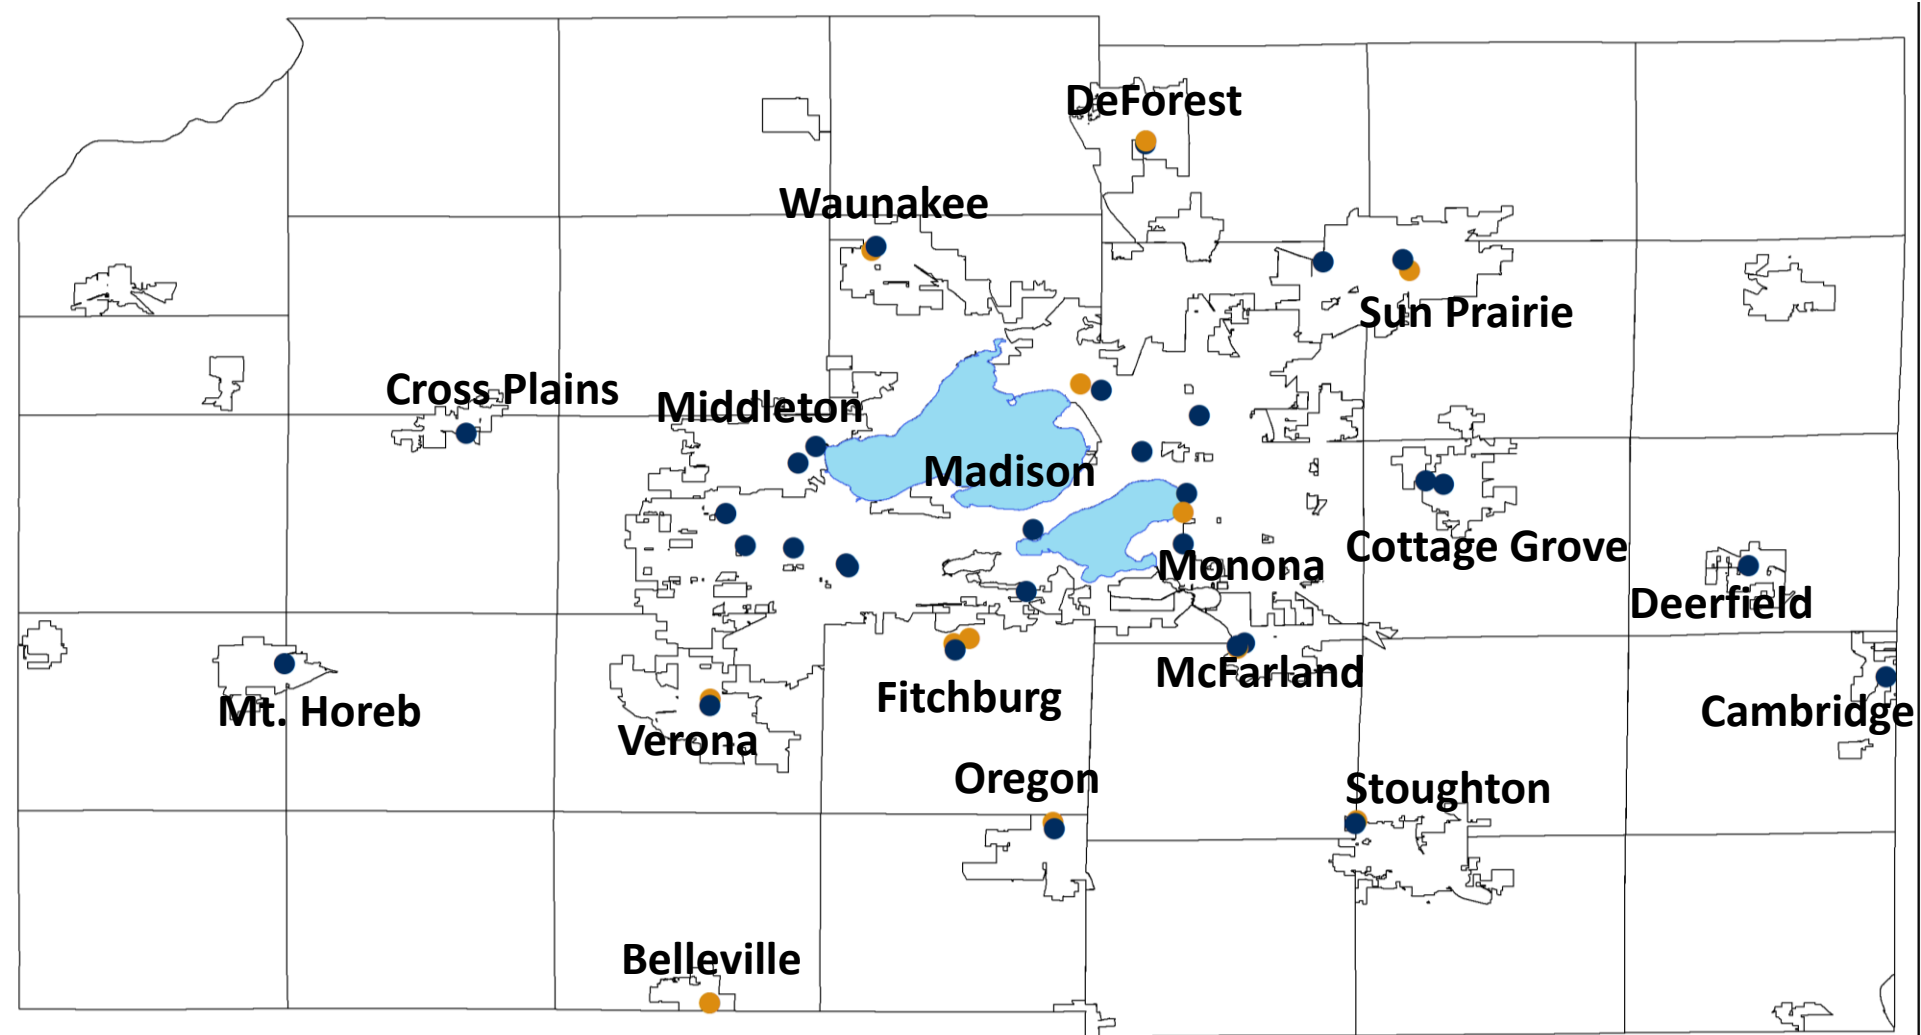 DeForest
Waunakee
Sun Prairie
Cross Plains
Middleton
Madison
Cottage Grove
Monona
Deerfield
McFarland
Fitchburg
Mt. Horeb
Cambridge
Verona
Oregon
Stoughton
Belleville